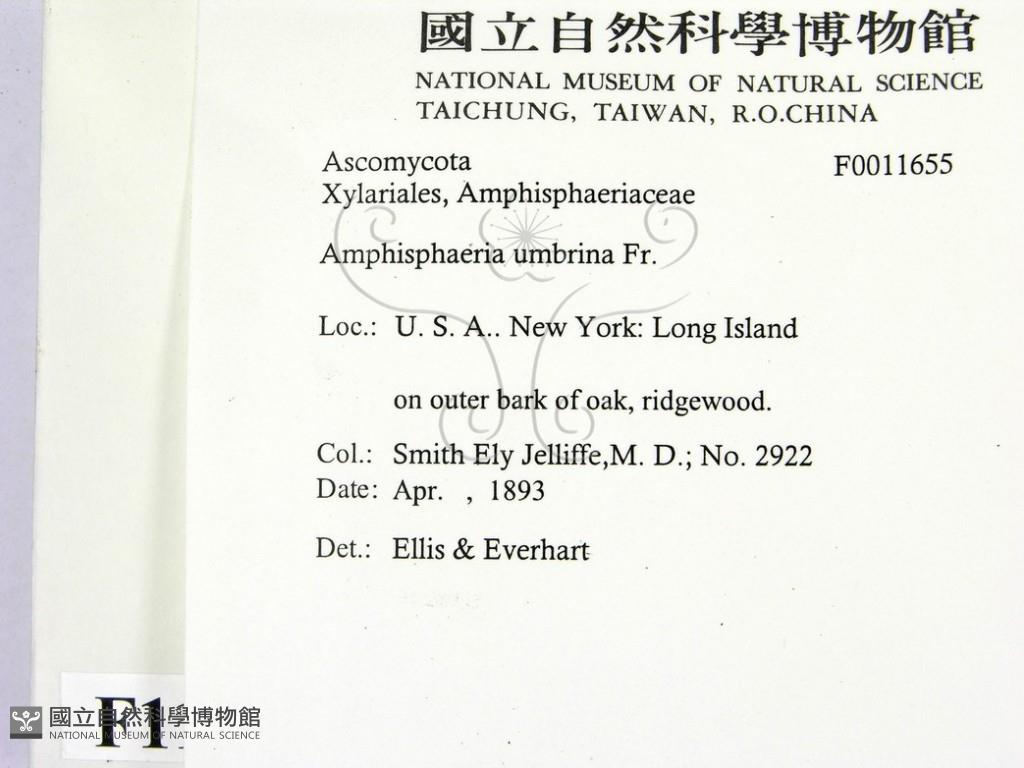 國立自然科學博物館
NATIONAL MUSEUM OF NATURAL SCIENCE
TAICHUNG, TAIWAN, R.O.CHINA
Ascomycota F0011655
Xylariales, Amphisphaeriaceae
Amphisphaeria umbrina Fr.
Loc.: U. S. A.. New York: Long Island
on outer bark of oak, ridgewood.
Col.: Smith Ely Jelliffe,M. D.; No. 2922
Date: Apr. , 1893
Det.: Ellis & Everhart
F1
國立自然科學博物館
NATIONAL MUSEUM OF NATURAL SCIENCE